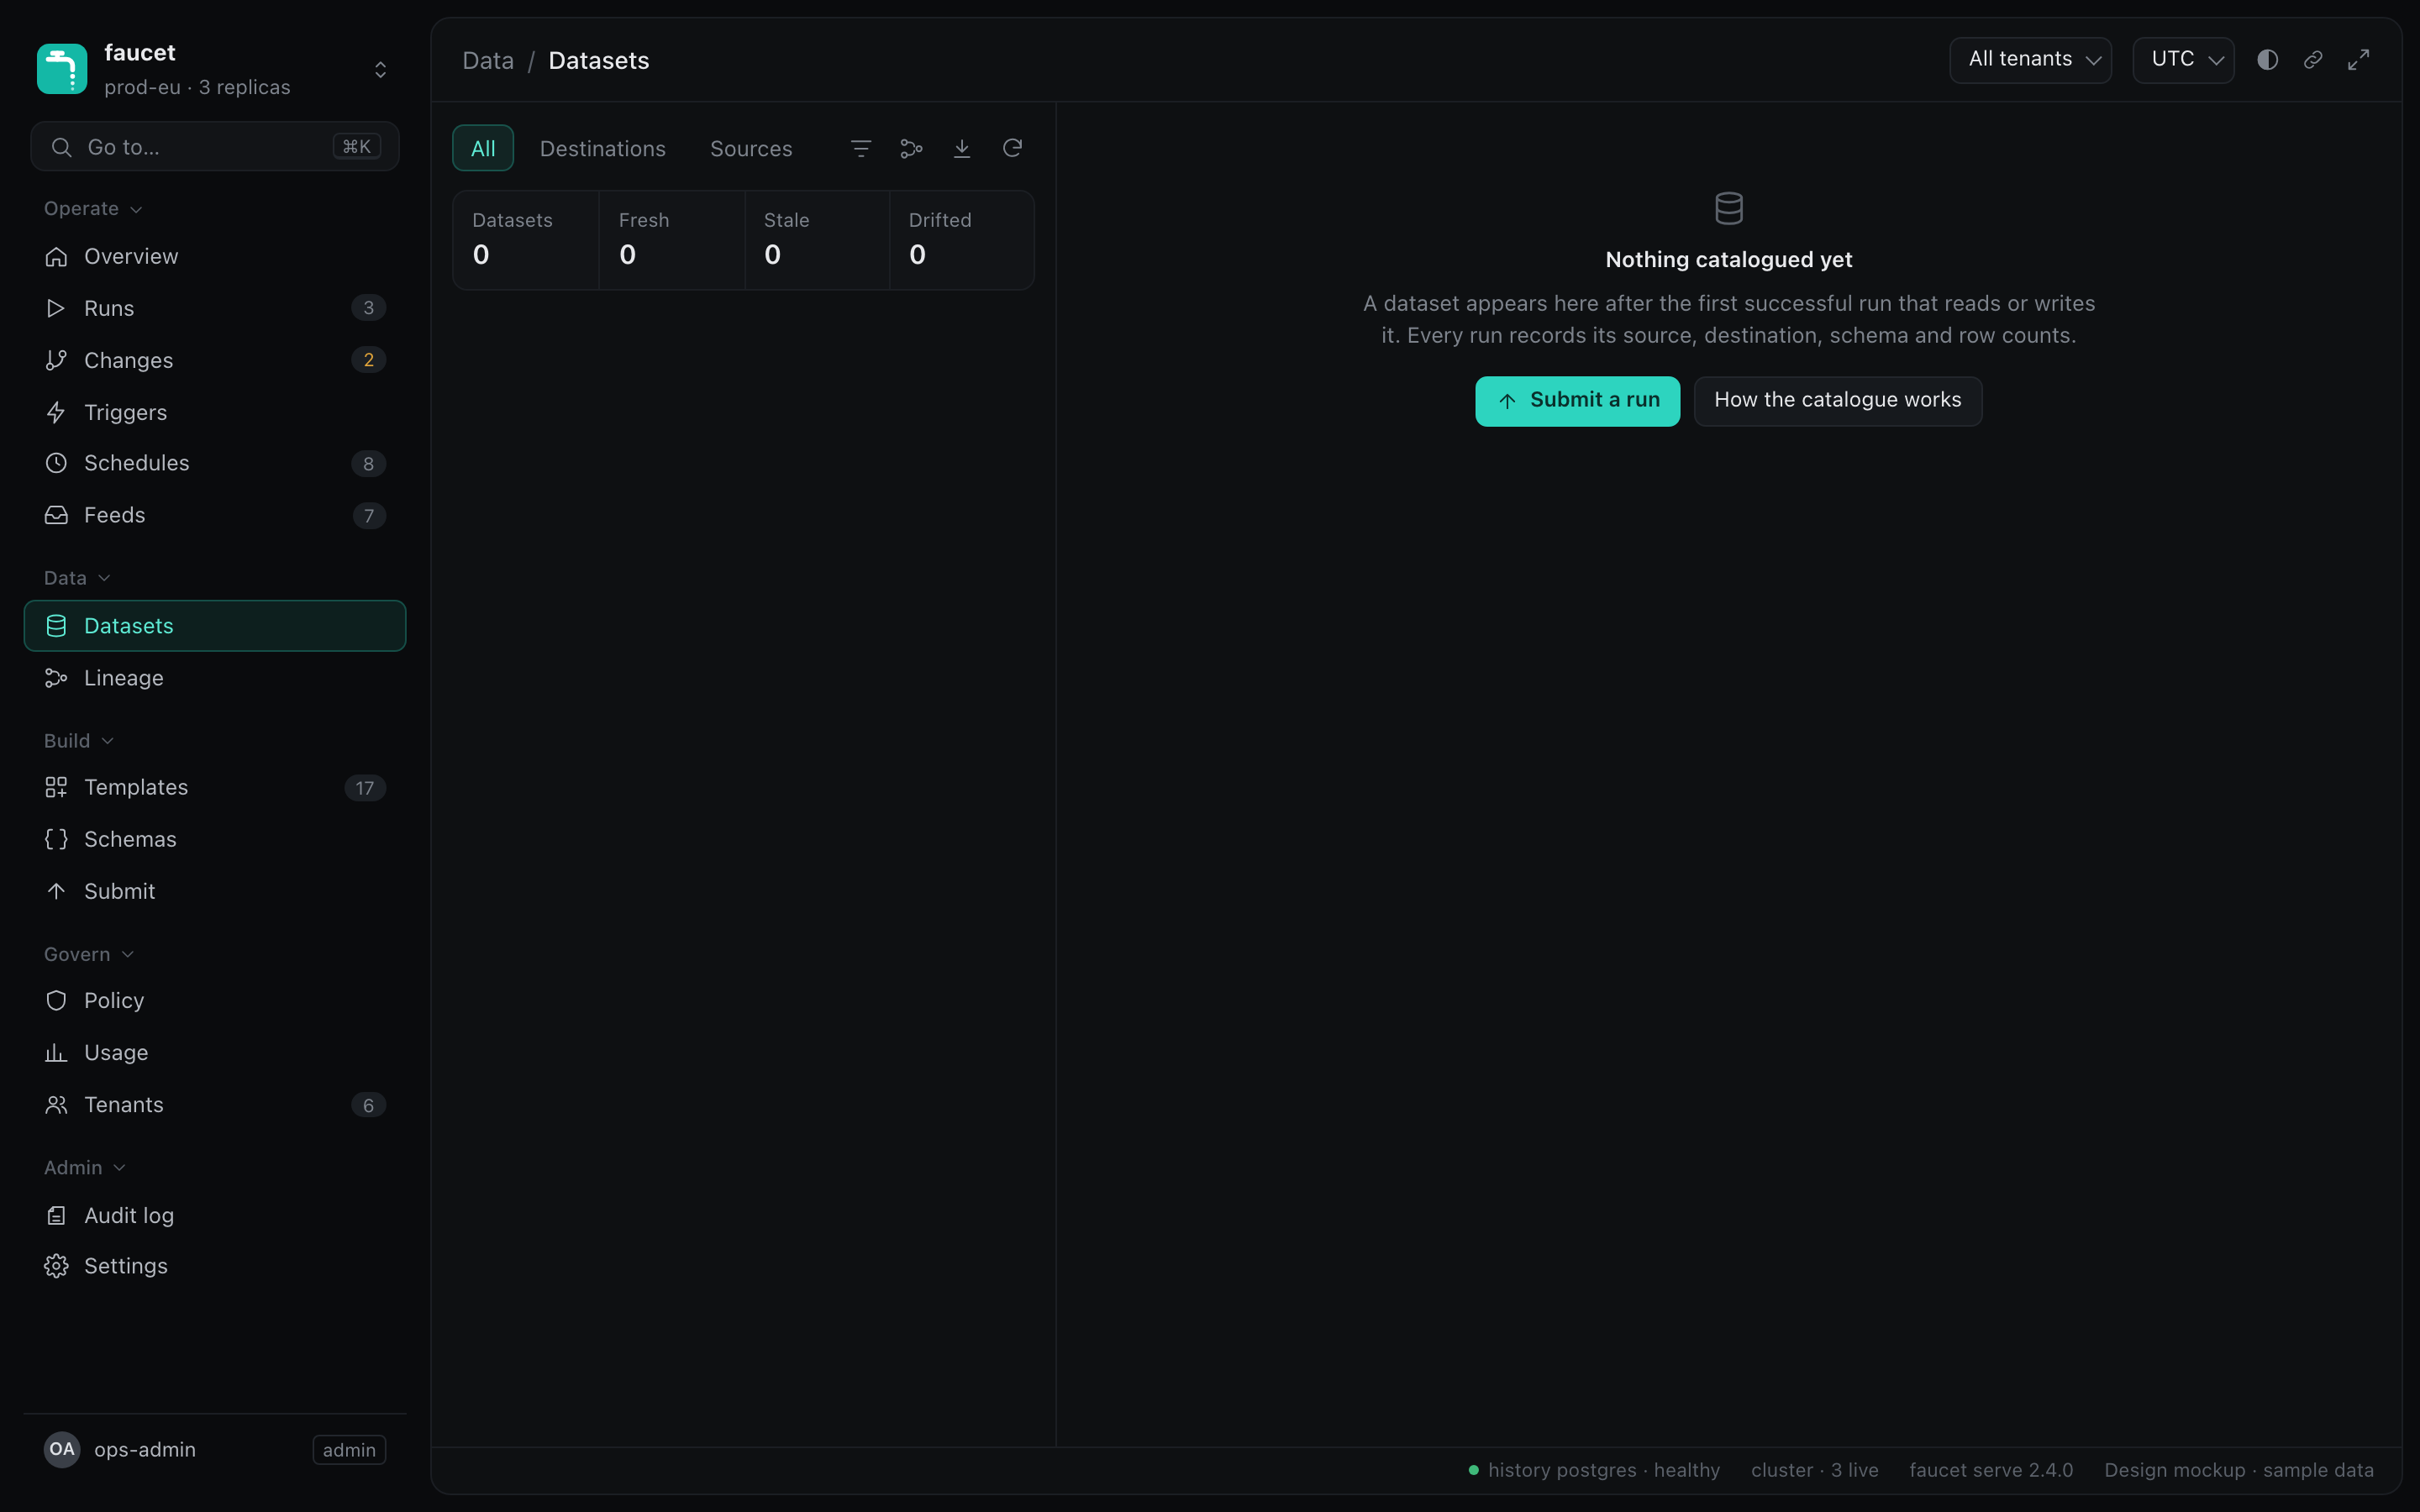 faucet
prod-eu · 3 replicas
Go to...
⌘K
Operate
Overview
Runs 3
Changes 2
Triggers
Schedules 8
Feeds 7
Data
Datasets
Lineage
Build
Templates 17
Schemas
Submit
Govern
Policy
Usage
Tenants 6
Admin
Audit log
Settings
OA ops-admin admin
Data / Datasets
All tenants
UTC
All Destinations Sources
Datasets Fresh Stale Drifted
0 0 0 0
Nothing catalogued yet
A dataset appears here after the first successful run that reads or writes
it. Every run records its source, destination, schema and row counts.
Submit a run
How the catalogue works
history postgres · healthy cluster · 3 live faucet serve 2.4.0 Design mockup · sample data